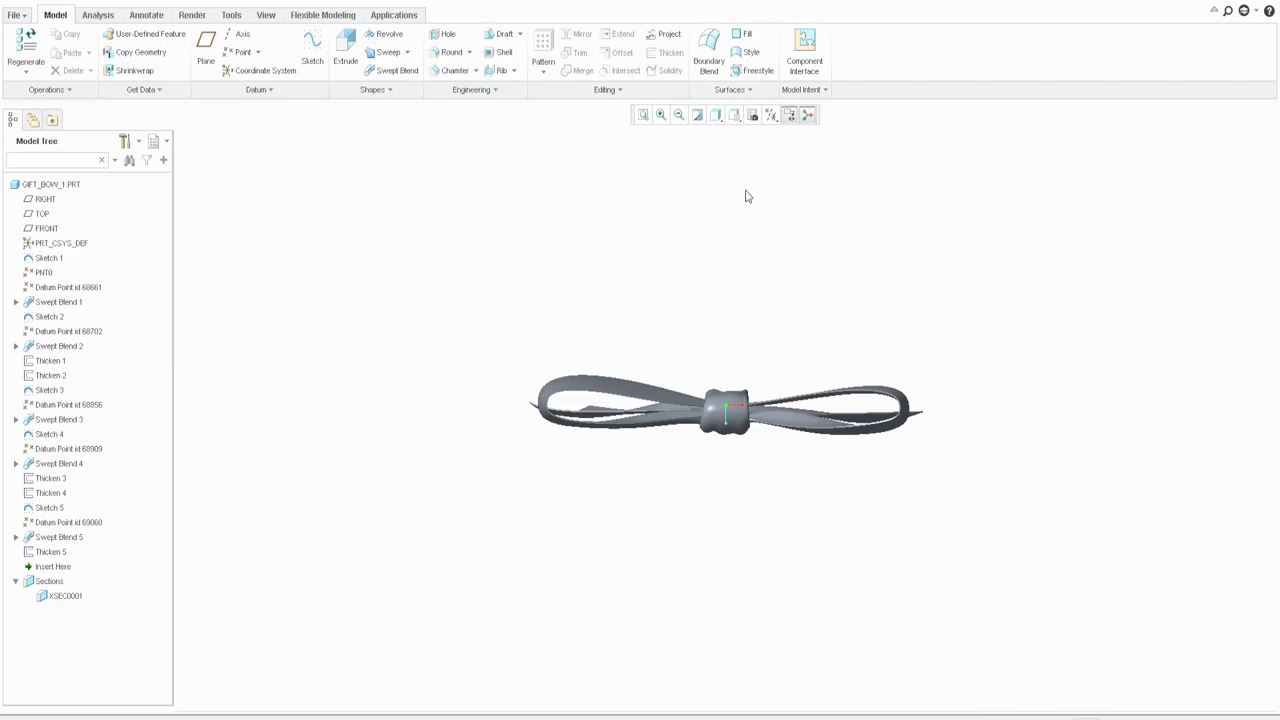 File Model Analysis Annotate Render Tools View Flexible Modeling Applications
Regenerate
Copy
Paste
Delete
Operations
User-Defined Feature
Copy Geometry
Shrinkwrap
Get Data
Plane
Axis
Point
Coordinate System
Sketch
Datum
Extrude
Revolve
Sweep
Swept Blend
Shapes
Hole
Round
Chamfer
Draft
Shell
Rib
Engineering
Pattern
Mirror
Trim
Merge
Extend
Offset
Intersect
Project
Thicken
Solidify
Editing
Boundary
Blend
Fill
Style
Freestyle
Surfaces
Component
Interface
Model Intent
Model Tree
GIFT_BOW_1.PRT
RIGHT
TOP
FRONT
PRT_CSYS_DEF
Sketch 1
PNT0
Datum Point id 68661
Swept Blend 1
Sketch 2
Datum Point id 68702
Swept Blend 2
Thicken 1
Thicken 2
Sketch 3
Datum Point id 68856
Swept Blend 3
Sketch 4
Datum Point id 68909
Swept Blend 4
Thicken 3
Thicken 4
Sketch 5
Datum Point id 69060
Swept Blend 5
Thicken 5
Insert Here
Sections
XSEC0001